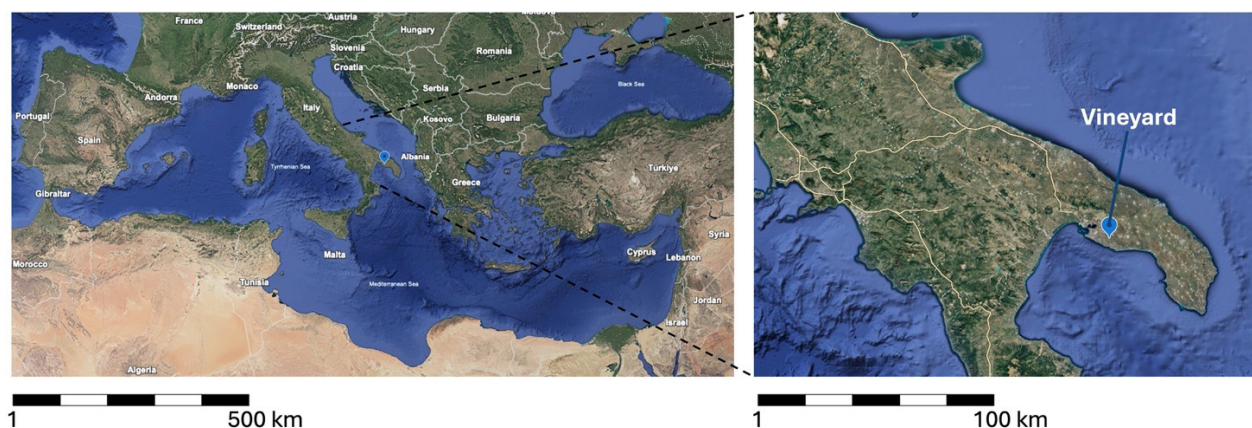 France
Switzerland
Austria
Hungary
Slovenia
Croatia
Romania
Monaco
Andorra
Italy
Serbia
Black Sea
Portugal
Spain
Kosovo
Bulgaria
Albania
Tyrrhenian Sea
Türkiye
Greece
Gibraltar
Syria
Malta
Cyprus
Lebanon
Morocco
Tunisia
Mediterranean Sea
Jordan
Israel
Algeria
1 500 km
Vineyard
1 100 km